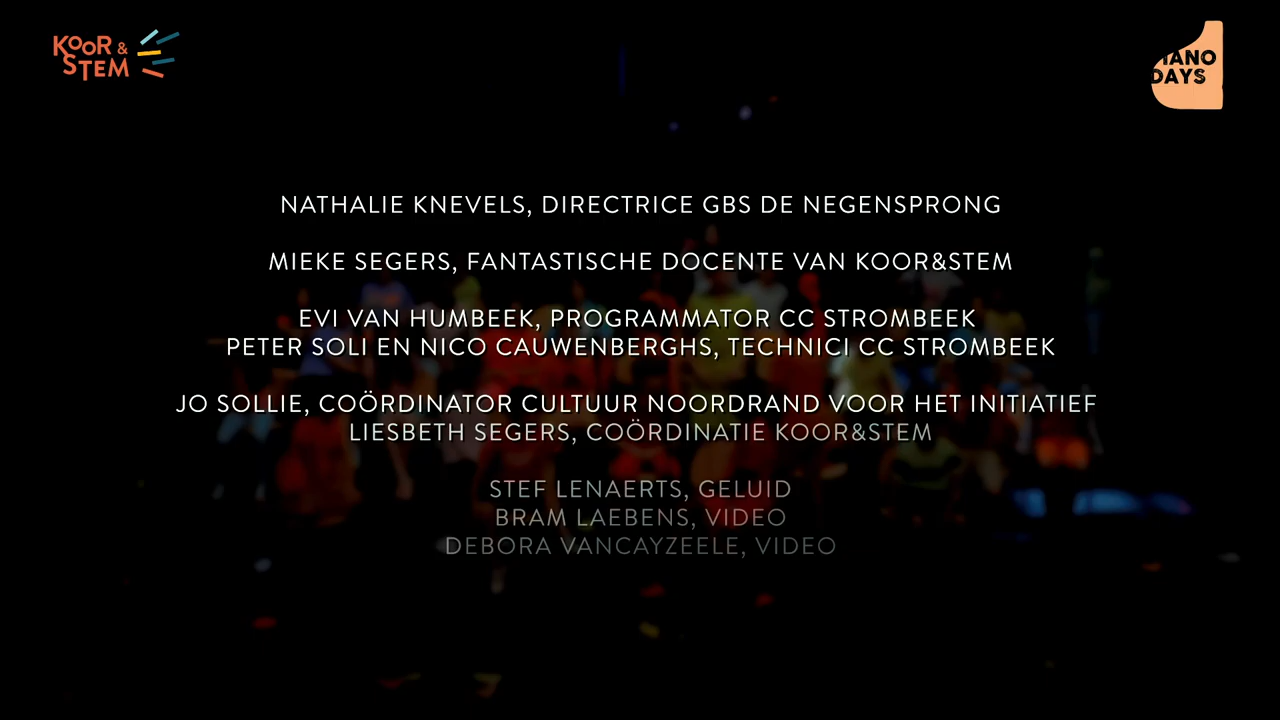 KOOR &
STEM
IANO
DAYS
NATHALIE KNEVELS, DIRECTRICE GBS DE NEGENSPRONG
MIEKE SEGERS, FANTASTISCHE DOCENTE VAN KOOR&STEM
EVI VAN HUMBEEK, PROGRAMMATOR CC STROMBEEK
PETER SOLI EN NICO CAUWENBERGHS, TECHNICI CC STROMBEEK
JO SOLLIE, COÖRDINATOR CULTUUR NOORDRAND VOOR HET INITIATIEF
LIESBETH SEGERS, COÖRDINATIE KOOR&STEM
STEF LENAERTS, GELUID
BRAM LAEBENS, VIDEO
DEBORA VANCAYZEELE, VIDEO